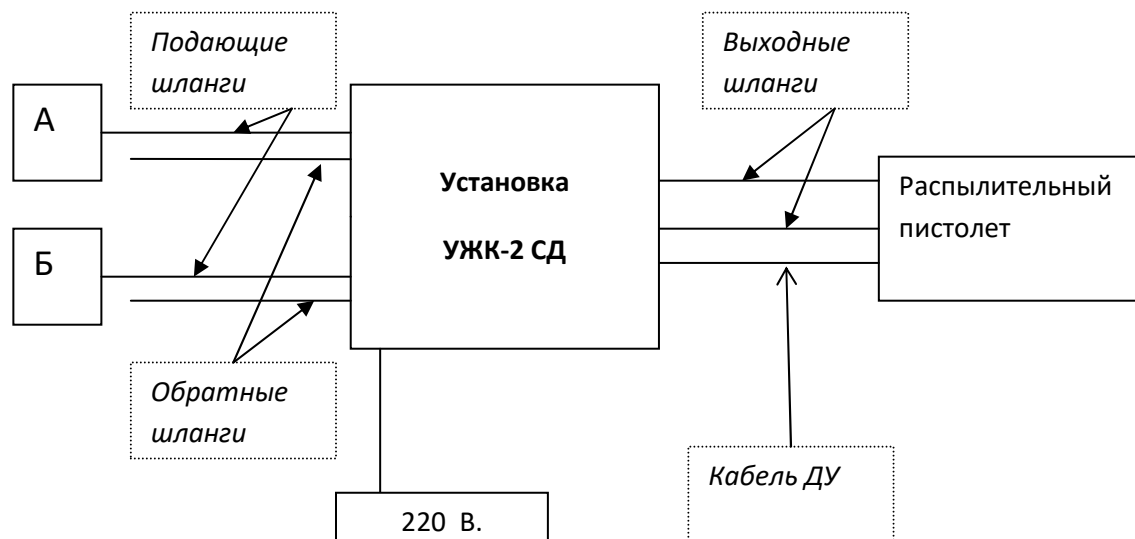 Подающие
шланги
Выходные
шланги
А
Установка
УЖК-2 СД
Распылительный
пистолет
Б
Обратные
шланги
Кабель ДУ
220 В.